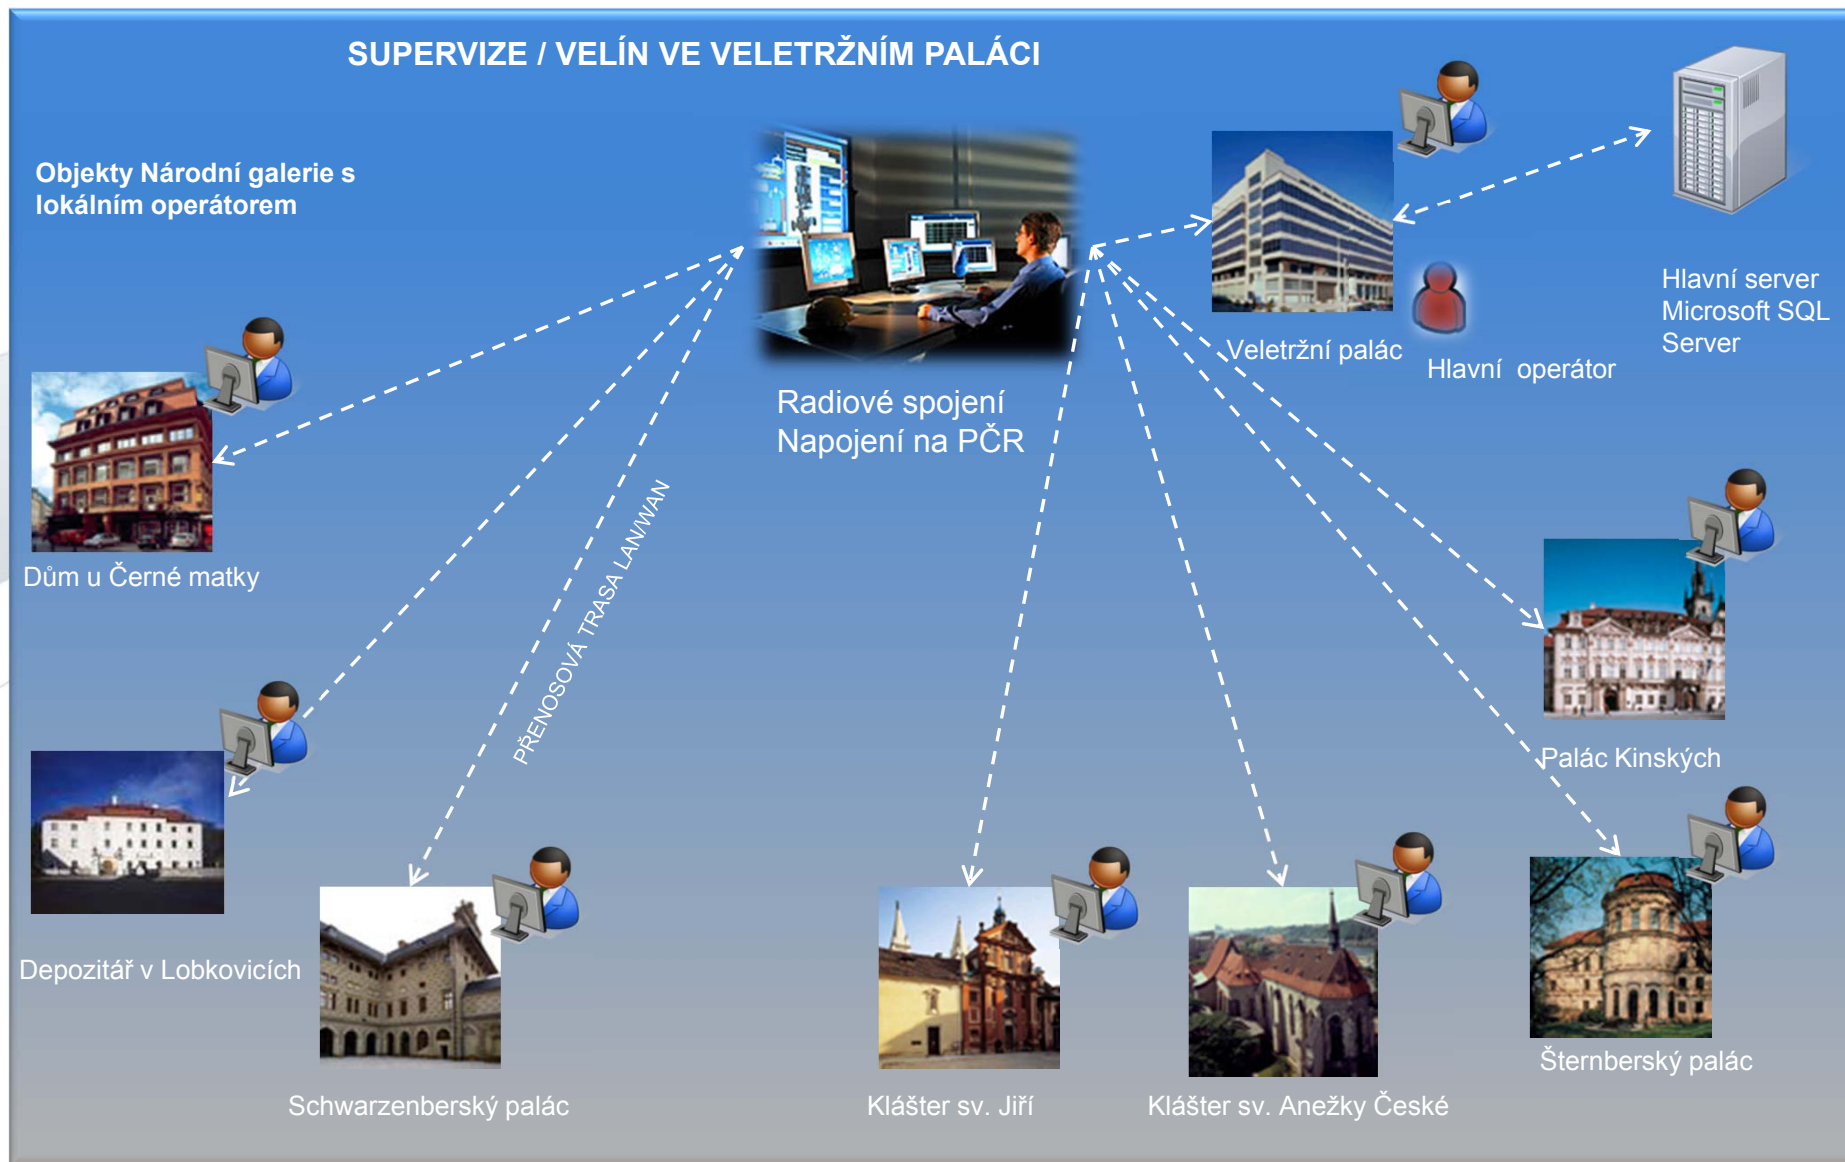 SUPERVIZE / VELÍN VE VELETRŽNÍM PALÁCI
Objekty Národní galerie s
lokálním operátorem
Hlavní server
Microsoft SQL
Server
Veletržní palác
Hlavní  operátor
Radiové spojení
Napojení na PČR
PŘENOSOVÁ TRASA LAN/WAN
Dům u Černé matky
Palác Kinských
Depozitář v Lobkovicích
Šternberský palác
Schwarzenberský palác
Klášter sv. Jiří
Klášter sv. Anežky České